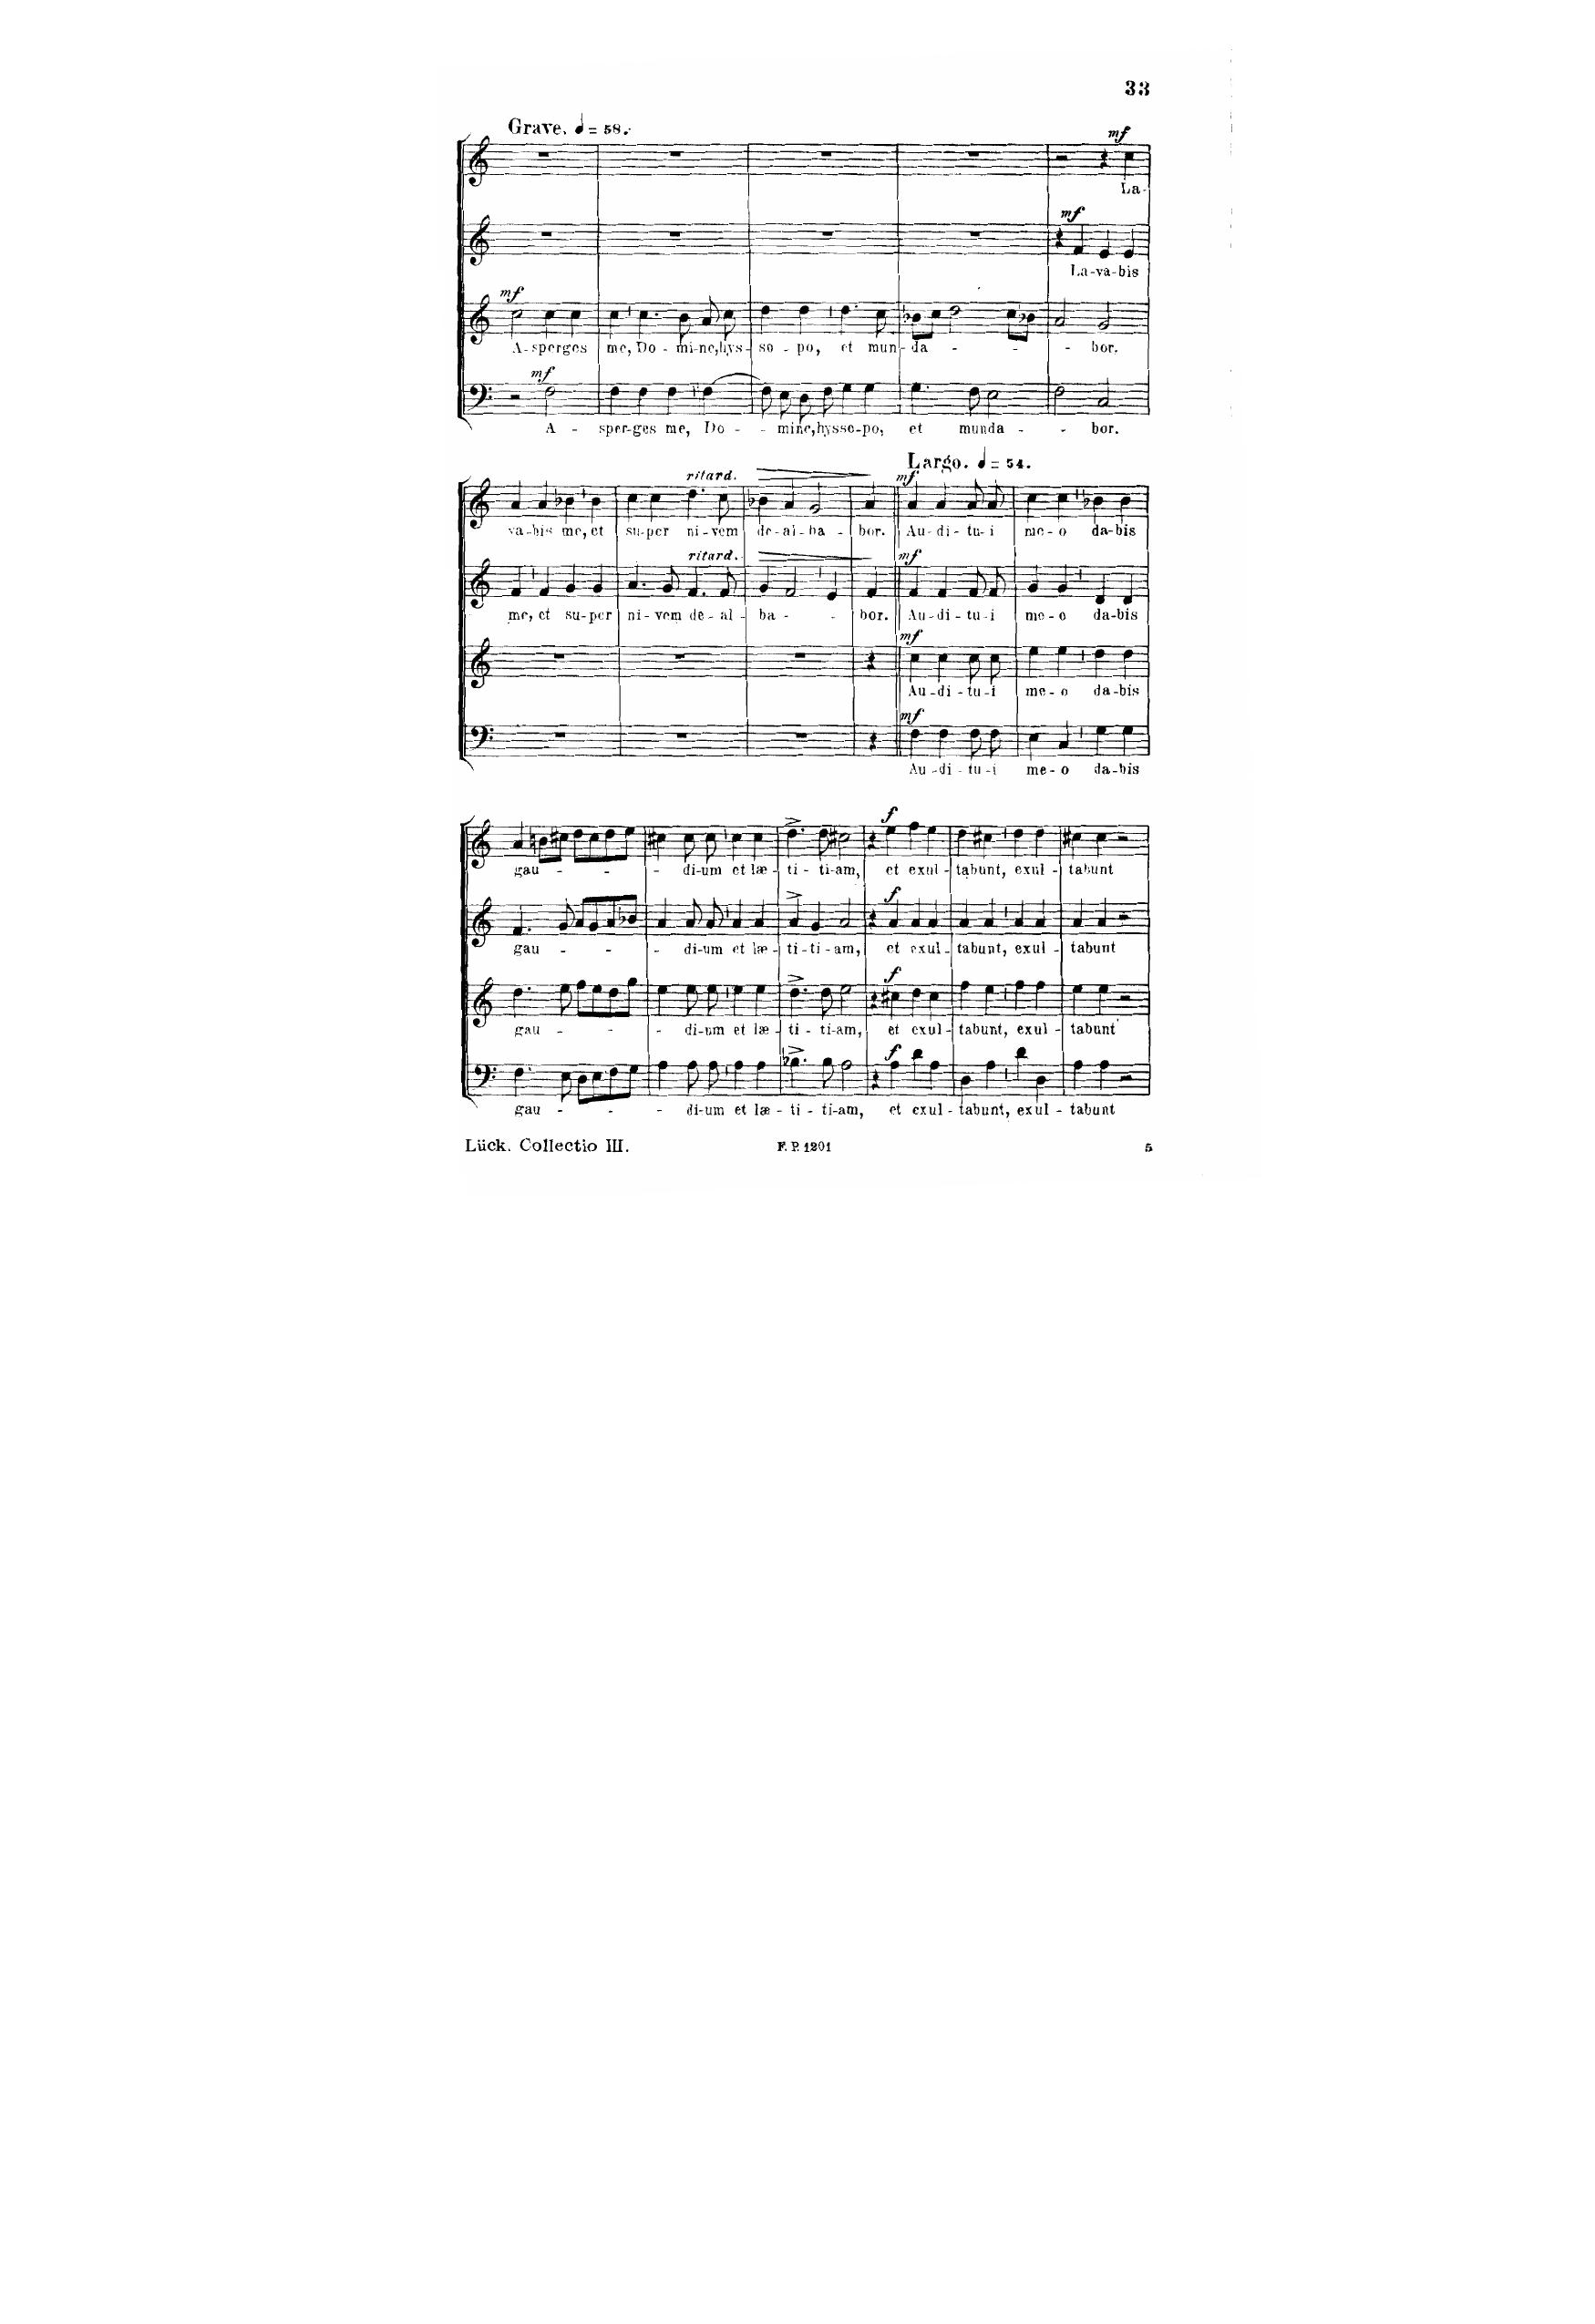 33
Grave. ♩ = 58.
mf
La-
mf
La-va-bis
mf
A-sperges me, Do-mi-ne, hys-so-po, et mun-da - - - bor.
mf
A-sper-ges me, Do - mine, hysso-po, et munda - - bor.
Largo. ♩ = 54.
ritard. mf
va-bis me, et su-per ni-vem de-al-ba - bor. Au-di-tu-i me-o da-bis
ritard. mf
me, et su-per ni-vem de-al-ba - - bor. Au-di-tu-i me-o da-bis
mf
Au-di-tu-i me-o da-bis
mf
Au-di-tu-i me-o da-bis
f
gau - - - - di-um et læ-ti-ti-am, et exul-tabunt, exul-tabunt
f
gau - - - - di-um et læ-ti-ti-am, et exul-tabunt, exul-tabunt
f
gau - - - - di-um et læ-ti-ti-am, et exul-tabunt, exul-tabunt
f
gau - - - - di-um et læ-ti-ti-am, et exul-tabunt, exul-tabunt
Lück. Collectio III. F. P. 1201 5